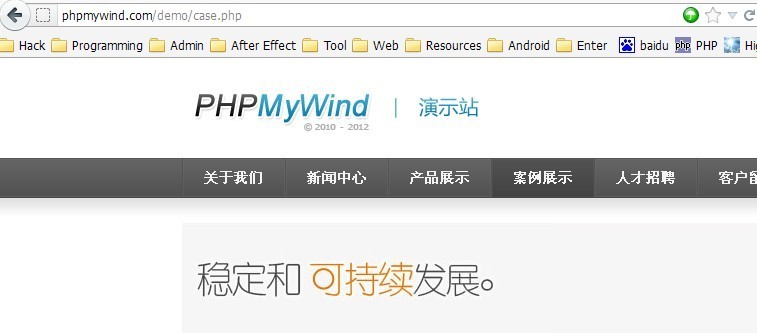 phpmywind.com/demo/case.php
Hack Programming Admin After Effect Tool Web Resources Android Enter baidu php PHP
PHPMyWind | 演示站
© 2010 - 2012
关于我们 新闻中心 产品展示 案例展示 人才招聘 客户
稳定和 可持续发展。